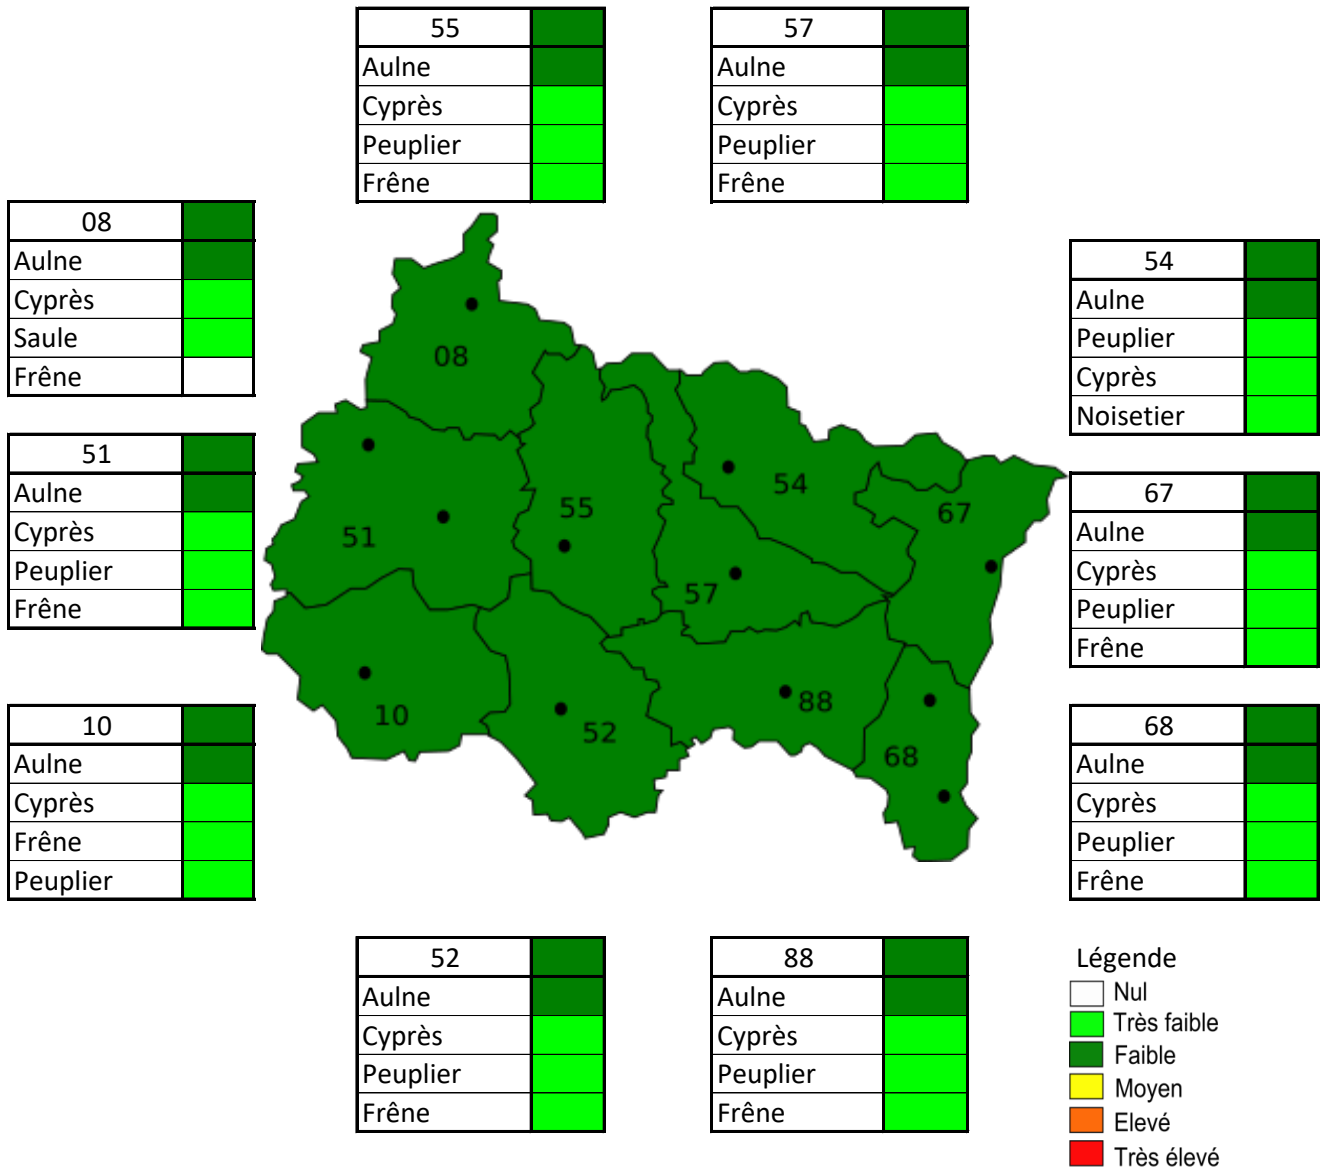 55
Aulne
Cyprès
Peuplier
Frêne
57
Aulne
Cyprès
Peuplier
Frêne
08
Aulne
Cyprès
Saule
Frêne
51
Aulne
Cyprès
Peuplier
Frêne
10
Aulne
Cyprès
Frêne
Peuplier
08
51
55
54
67
57
10
52
88
68
54
Aulne
Peuplier
Cyprès
Noisetier
67
Aulne
Cyprès
Peuplier
Frêne
68
Aulne
Cyprès
Peuplier
Frêne
52
Aulne
Cyprès
Peuplier
Frêne
88
Aulne
Cyprès
Peuplier
Frêne
Légende
Nul
Très faible
Faible
Moyen
Elevé
Très élevé